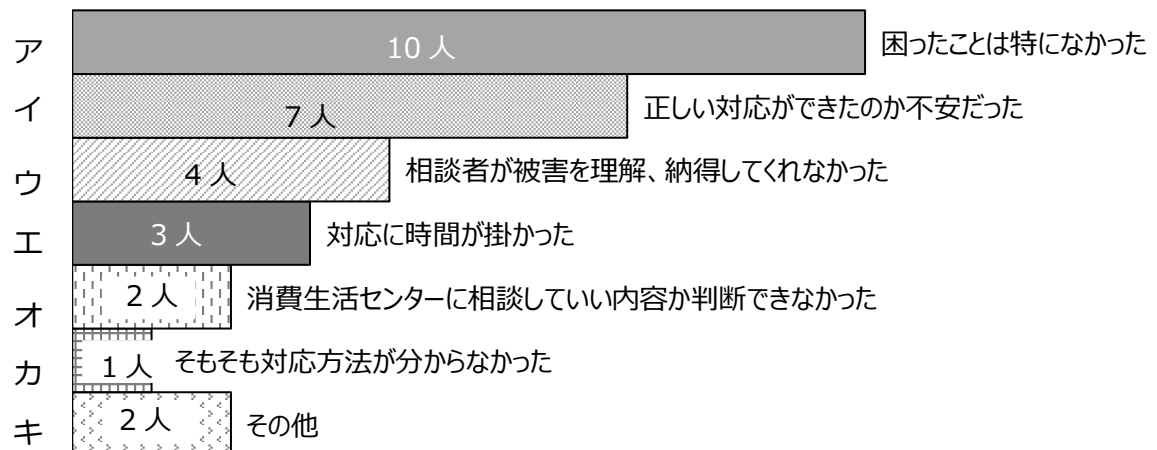 ア 10 人 困ったことは特になかった
イ 7 人 正しい対応ができたのか不安だった
ウ 4 人 相談者が被害を理解、納得してくれなかった
エ 3 人 対応に時間が掛かった
オ 2 人 消費生活センターに相談していい内容か判断できなかった
カ 1 人 そもそも対応方法が分からなかった
キ 2 人 その他